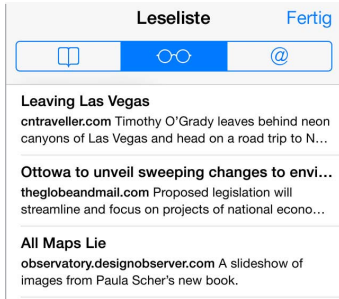 Leseliste Fertig
@
Leaving Las Vegas
cntraveller.com Timothy O'Grady leaves behind neon
canyons of Las Vegas and head on a road trip to N...
Ottowa to unveil sweeping changes to envi...
theglobeandmail.com Proposed legislation will
streamline and focus on projects of national econo...
All Maps Lie
observatory.designobserver.com A slideshow of
images from Paula Scher's new book.